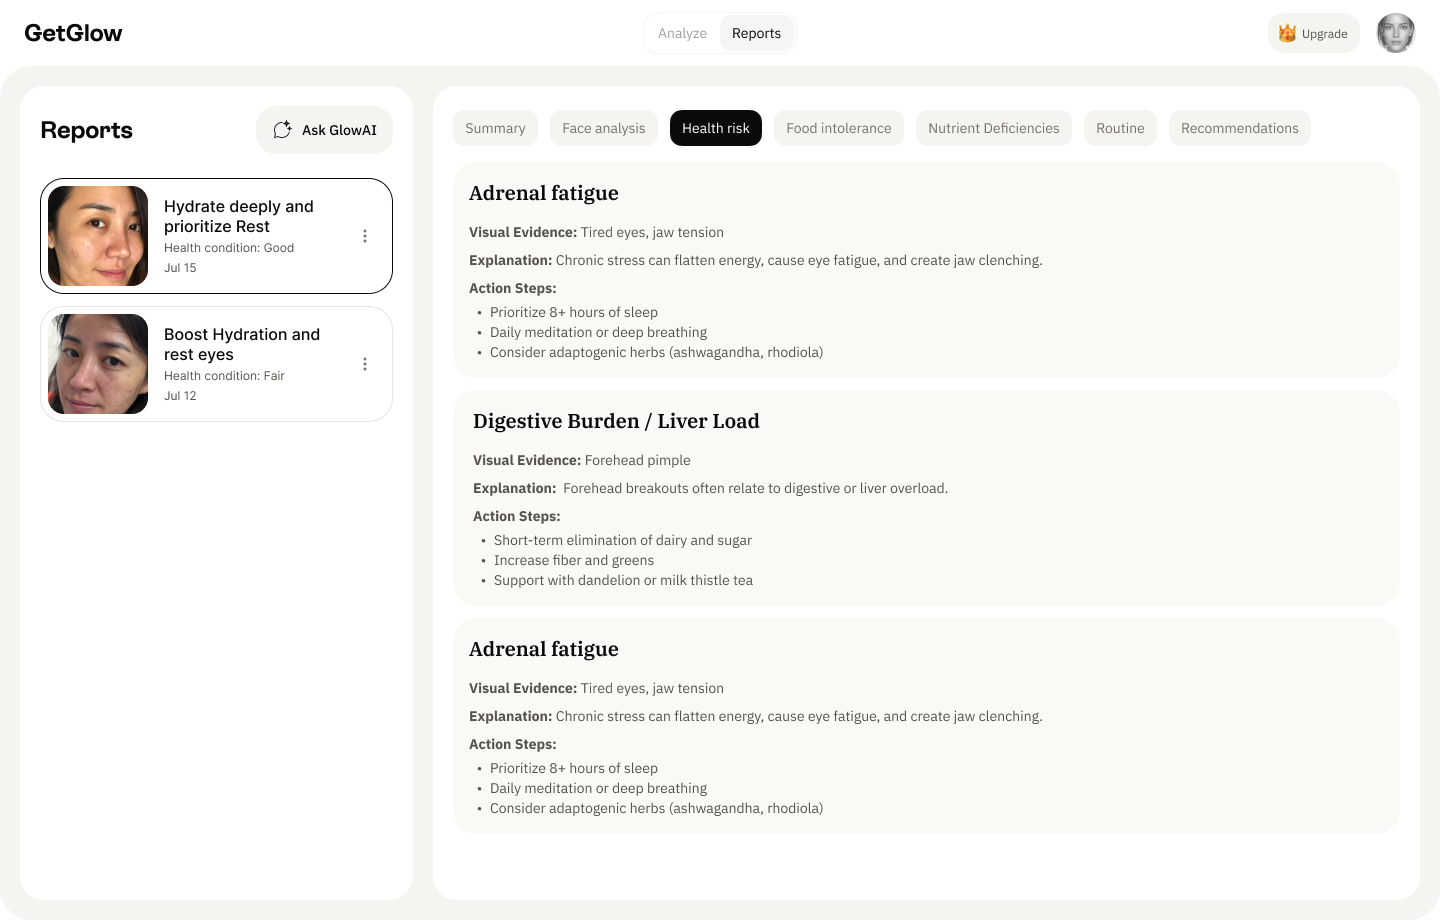 GetGlow
Analyze
Reports
Upgrade
Reports
Ask GlowAI
Hydrate deeply and
prioritize Rest
Health condition: Good
Jul 15
Boost Hydration and
rest eyes
Health condition: Fair
Jul 12
Summary
Face analysis
Health risk
Food intolerance
Nutrient Deficiencies
Routine
Recommendations
Adrenal fatigue
Visual Evidence: Tired eyes, jaw tension
Explanation: Chronic stress can flatten energy, cause eye fatigue, and create jaw clenching.
Action Steps:
• Prioritize 8+ hours of sleep
• Daily meditation or deep breathing
• Consider adaptogenic herbs (ashwagandha, rhodiola)
Digestive Burden / Liver Load
Visual Evidence: Forehead pimple
Explanation: Forehead breakouts often relate to digestive or liver overload.
Action Steps:
• Short-term elimination of dairy and sugar
• Increase fiber and greens
• Support with dandelion or milk thistle tea
Adrenal fatigue
Visual Evidence: Tired eyes, jaw tension
Explanation: Chronic stress can flatten energy, cause eye fatigue, and create jaw clenching.
Action Steps:
• Prioritize 8+ hours of sleep
• Daily meditation or deep breathing
• Consider adaptogenic herbs (ashwagandha, rhodiola)